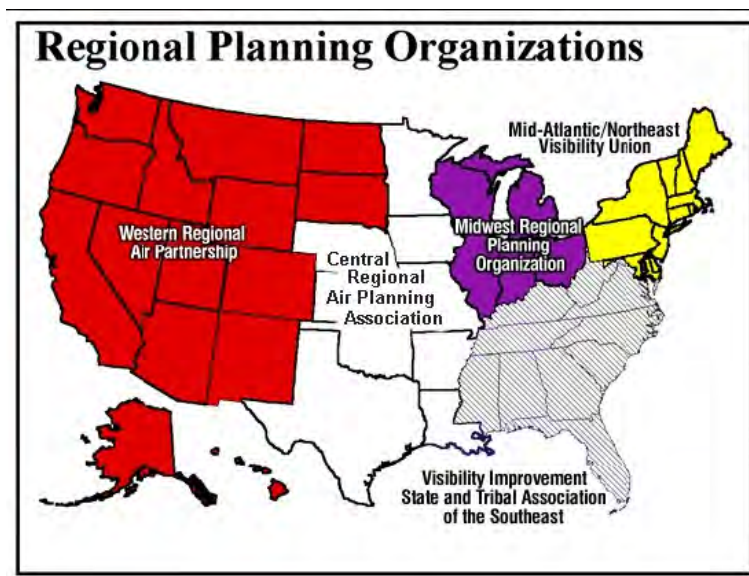 Regional Planning Organizations
Mid-Atlantic/Northeast
Visibility Union
Western Regional
Air Partnership
Midwest Regional
Planning
Organization
Central
Regional
Air Planning
Association
Visibility Improvement
State and Tribal Association
of the Southeast